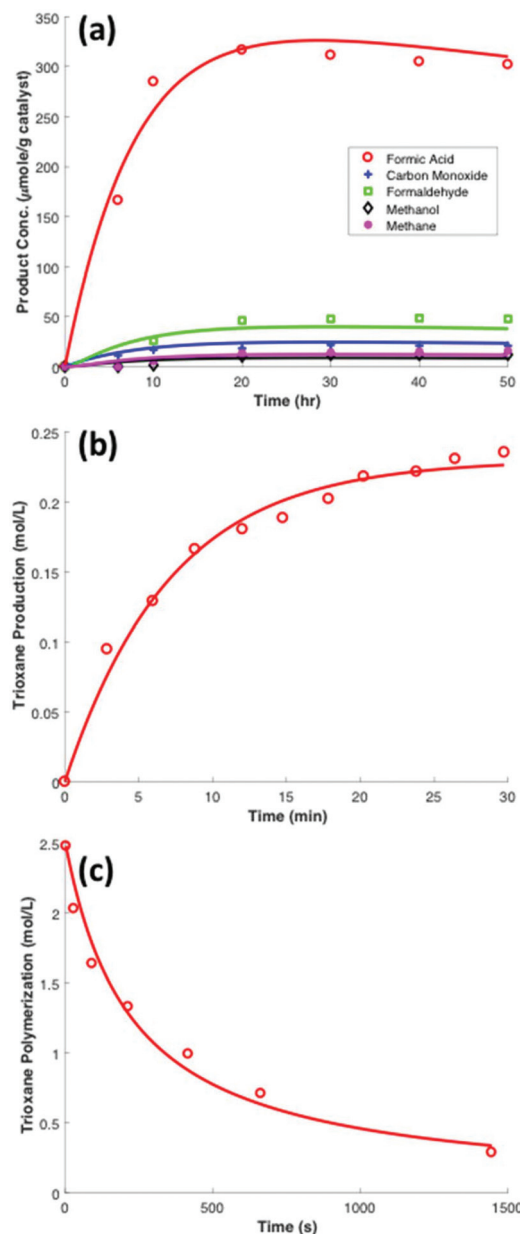 (a)
Product Conc. (μmole/g catalyst)
350
300
250
200
150
100
50
0
Formic Acid
Carbon Monoxide
Formaldehyde
Methanol
Methane
0 10 20 30 40 50
Time (hr)
(b)
Trioxane Production (mol/L)
0.25
0.2
0.15
0.1
0.05
0
0 5 10 15 20 25 30
Time (min)
(c)
Trioxane Polymerization (mol/L)
2.5
2
1.5
1
0.5
0
0 500 1000 1500
Time (s)